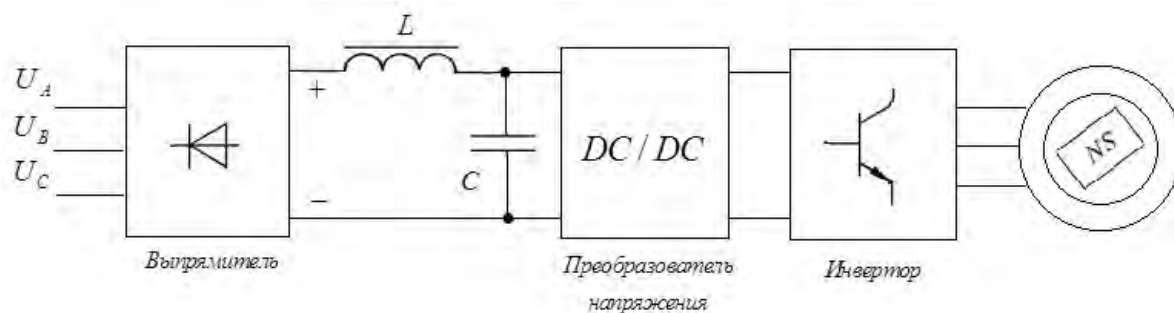 L
U_A
U_B
U_C
+
−
C
DC / DC
NS
Выпрямитель
Преобразователь
напряжения
Инвертор